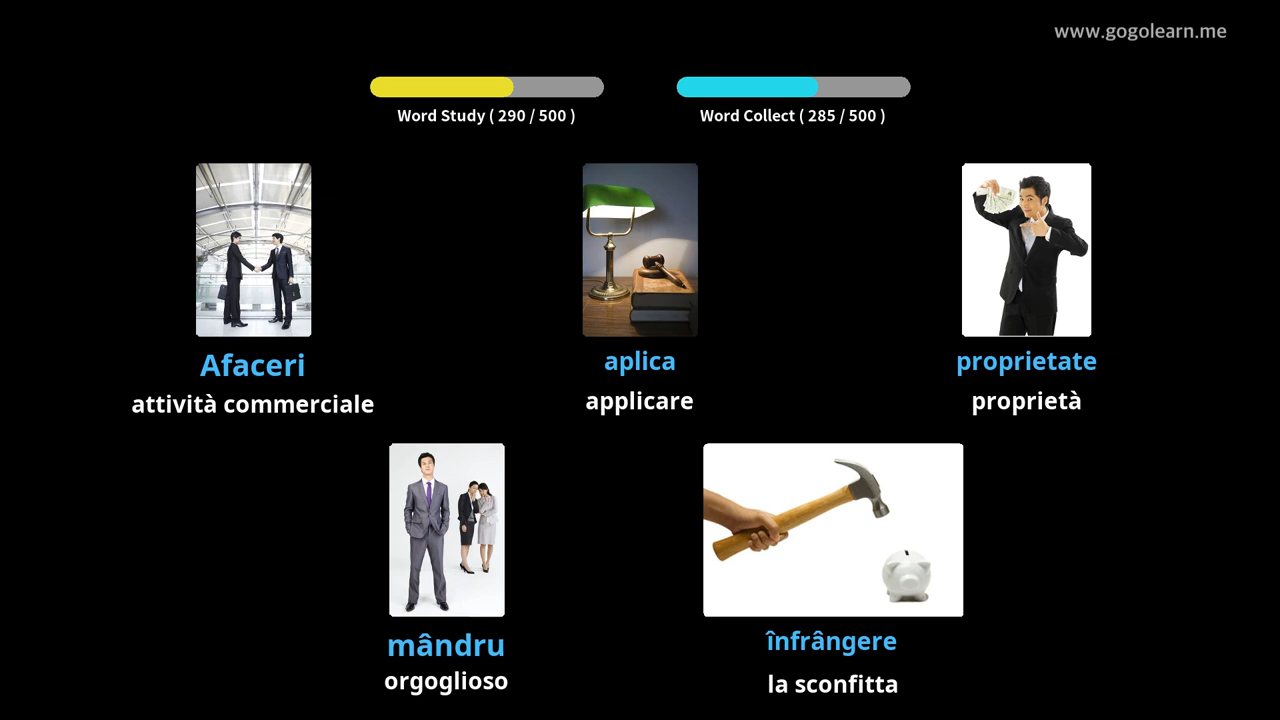 www.gogolearn.me
Word Study ( 290 / 500 )
Word Collect ( 285 / 500 )
Afaceri
attività commerciale
aplica
applicare
proprietate
proprietà
mândru
orgoglioso
înfrângere
la sconfitta